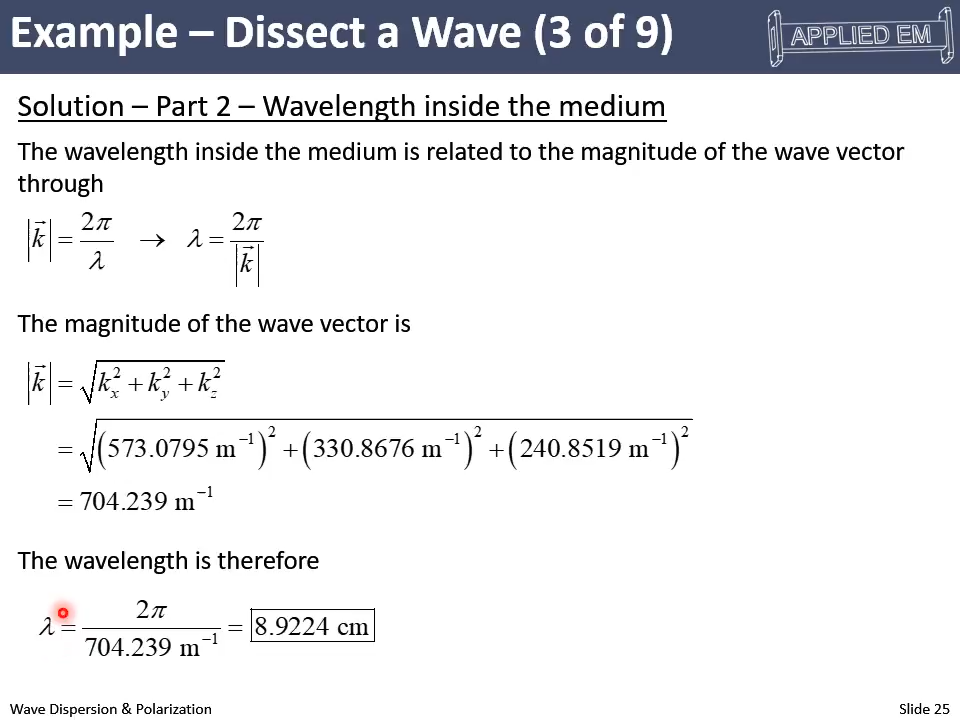 Example – Dissect a Wave (3 of 9)
APPLIED EM
Solution – Part 2 – Wavelength inside the medium
The wavelength inside the medium is related to the magnitude of the wave vector
through
|k⃗| = 2π/λ → λ = 2π/|k⃗|
The magnitude of the wave vector is
|k⃗| = √(kₓ² + k_y² + k_z²)
= √((573.0795 m⁻¹)² + (330.8676 m⁻¹)² + (240.8519 m⁻¹)²)
= 704.239 m⁻¹
The wavelength is therefore
λ = 2π/704.239 m⁻¹ = 8.9224 cm
Wave Dispersion & Polarization
Slide 25